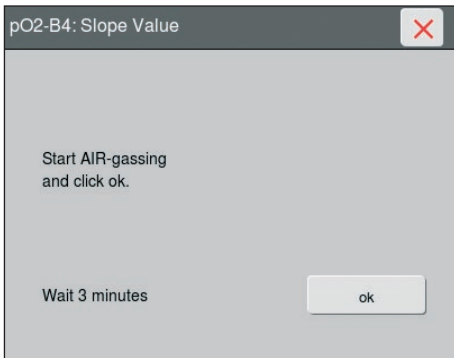 pO2-B4: Slope Value
Start AIR-gassing
and click ok.
Wait 3 minutes
ok